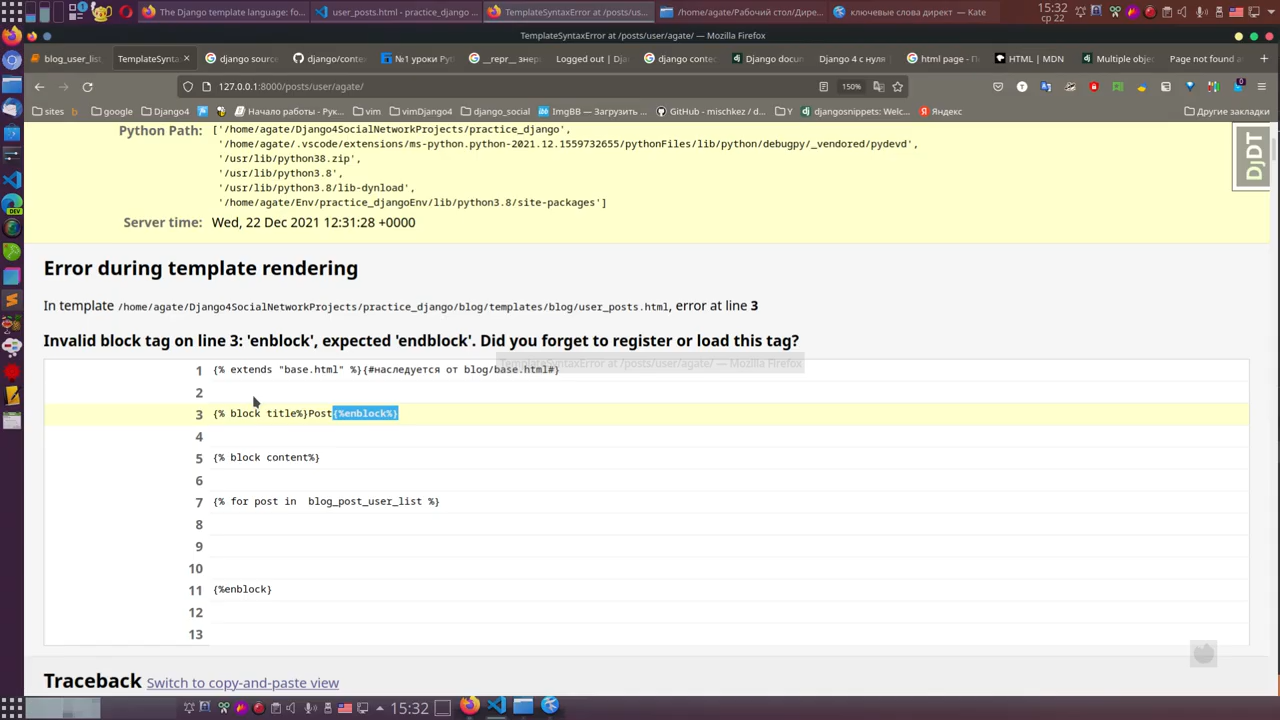 The Django template language: fo...
user_posts.html - practice_django ...
TemplateSyntaxError at /posts/us...
/home/agate/Рабочий стол/Дире...
ключевые слова директ  : Kate
15:32
ср 22
TemplateSyntaxError at /posts/user/agate/ — Mozilla Firefox
blog_user_lis
TemplateSynta
django sourc
django/conte
№1 уроки Py
__repr__ знач
Logged out | D
django conte
Django docun
Django 4 с нуля
html page - П
HTML | MDN
Multiple obje
Page not found a
127.0.0.1:8000/posts/user/agate/
150%
sites
google
Django4
Начало работы - R...
vim
vimDjango4
django_social
ImgBB — Загрузить ...
GitHub - mischkez / d...
Y
djangosnippets: Welc...
Яндекс
Другие закладки
Python Path:
['/home/agate/Django4SocialNetworkProjects/practice_django',
'/home/agate/.vscode/extensions/ms-python.python-2021.12.1559732655/pythonFiles/lib/python/debugpy/_vendored/pydevd',
'/usr/lib/python38.zip',
'/usr/lib/python3.8',
'/usr/lib/python3.8/lib-dynload',
'/home/agate/Env/practice_djangoEnv/lib/python3.8/site-packages']
DjDT
Server time: Wed, 22 Dec 2021 12:31:28 +0000
Error during template rendering
In template /home/agate/Django4SocialNetworkProjects/practice_django/blog/templates/blog/user_posts.html, error at line 3
Invalid block tag on line 3: 'enblock', expected 'endblock'. Did you forget to register or load this tag?
TemplateSyntaxError at /posts/user/agate/ — Mozilla Firefox
1 {% extends "base.html" %}{#наследуется от blog/base.html#}
2
3 {% block title%}Post{%enblock%}
4
5 {% block content%}
6
7 {% for post in  blog_post_user_list %}
8
9
10
11 {%enblock}
12
13
Traceback Switch to copy-and-paste view
15:32